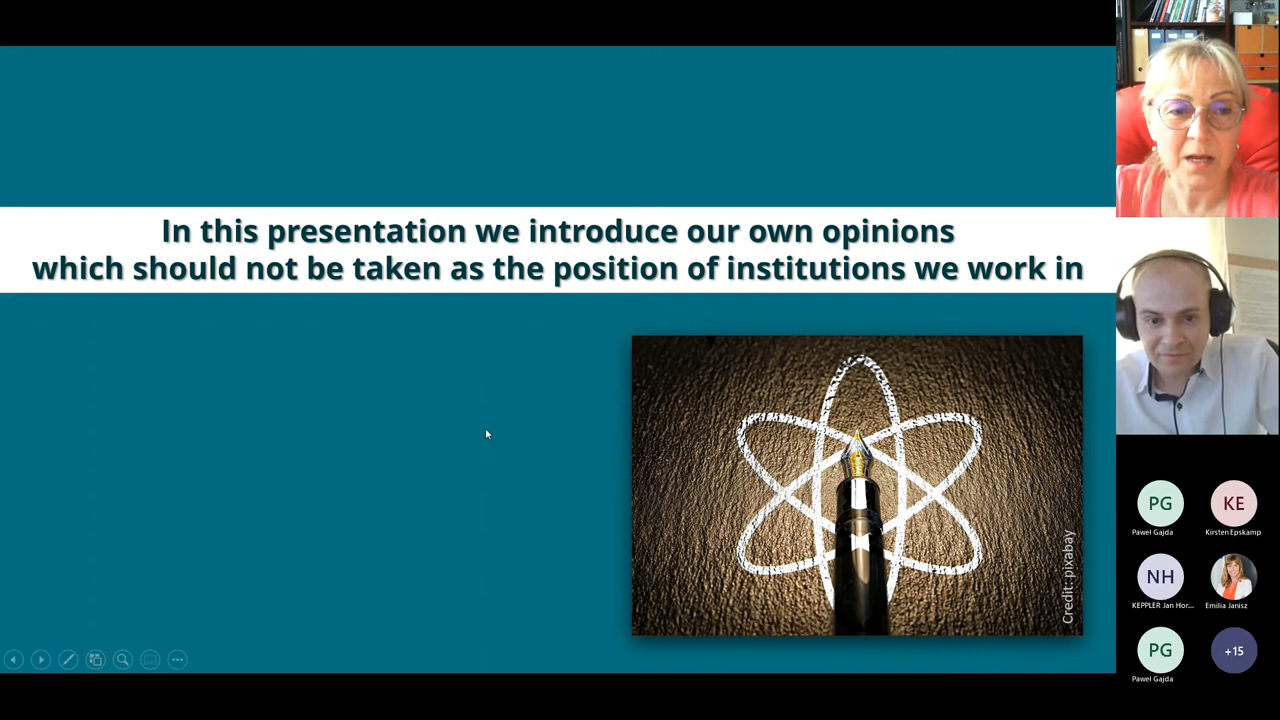 In this presentation we introduce our own opinions
which should not be taken as the position of institutions we work in
Credit: pixabay
PG
KE
Pawel Gajda
Kirsten Epskamp
NH
KEPPLER Jan Hor...
Emilia Janisz
PG
+15
Pawel Gajda